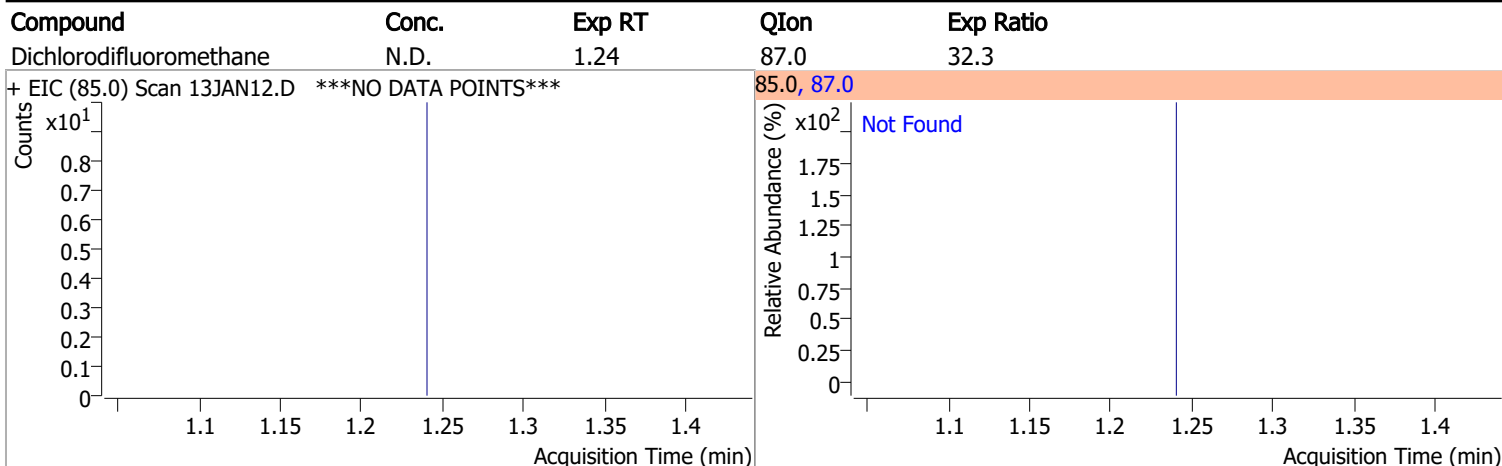 Compound Conc. Exp RT QIon Exp Ratio
Dichlorodifluoromethane N.D. 1.24 87.0 32.3
+ EIC (85.0) Scan 13JAN12.D ***NO DATA POINTS***
Counts
x10¹
0.8
0.7
0.6
0.5
0.4
0.3
0.2
0.1
0
1.1 1.15 1.2 1.25 1.3 1.35 1.4
Acquisition Time (min)
85.0, 87.0
Relative Abundance (%)
x10²
Not Found
1.75
1.5
1.25
1
0.75
0.5
0.25
0
1.1 1.15 1.2 1.25 1.3 1.35 1.4
Acquisition Time (min)